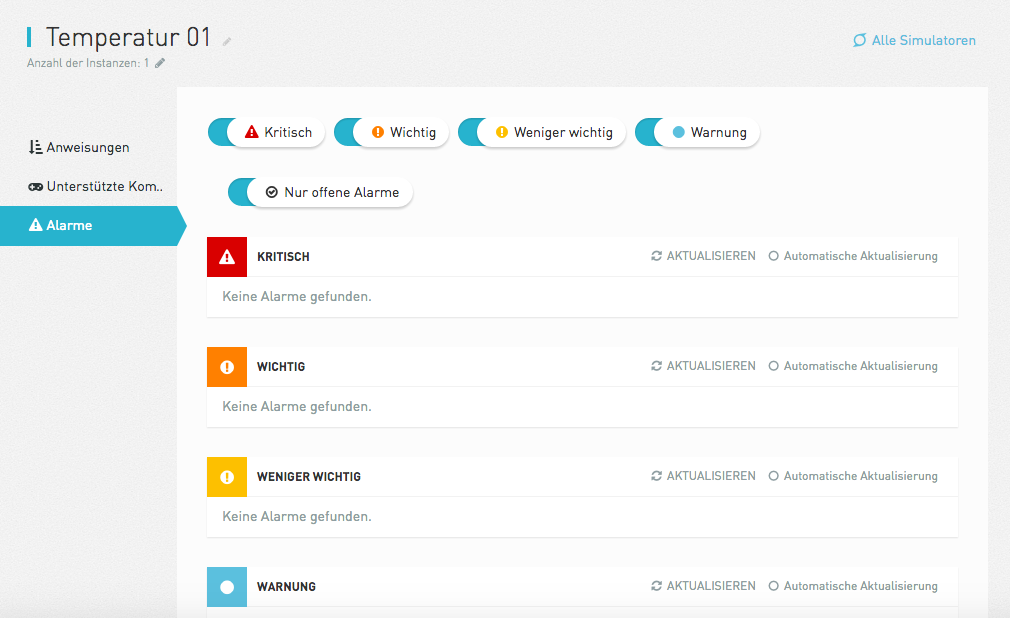 Temperatur 01
Alle Simulatoren
Anzahl der Instanzen: 1
Anweisungen
Unterstützte Kom..
Alarme
Kritisch Wichtig Weniger wichtig Warnung
Nur offene Alarme
KRITISCH AKTUALISIEREN Automatische Aktualisierung
Keine Alarme gefunden.
WICHTIG AKTUALISIEREN Automatische Aktualisierung
Keine Alarme gefunden.
WENIGER WICHTIG AKTUALISIEREN Automatische Aktualisierung
Keine Alarme gefunden.
WARNUNG AKTUALISIEREN Automatische Aktualisierung